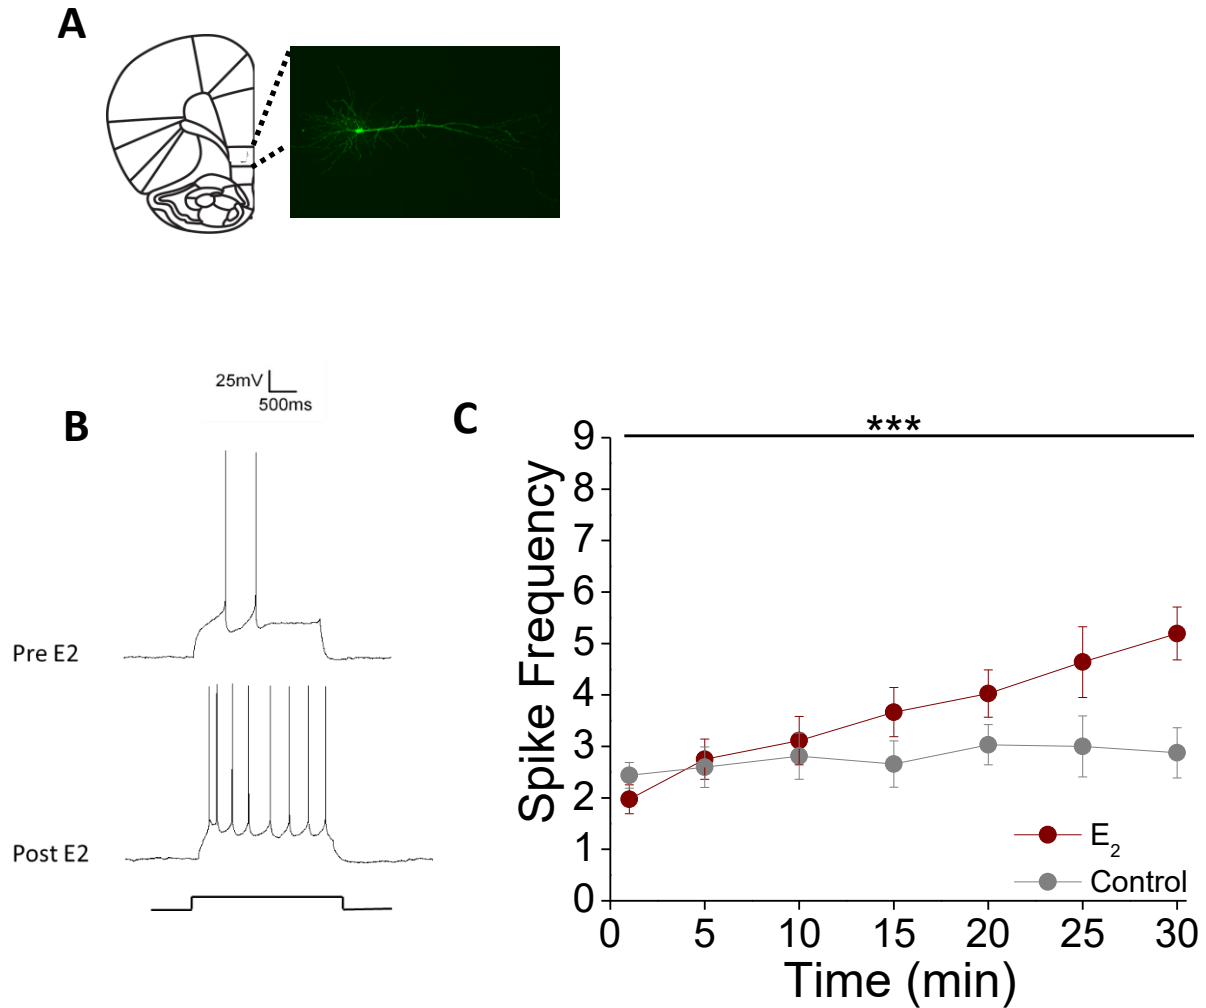 A
25mV
500ms
B
Pre E2
Post E2
C
***
9
8
7
6
5
4
3
2
1
0
Spike Frequency
E₂
Control
0 5 10 15 20 25 30
Time (min)